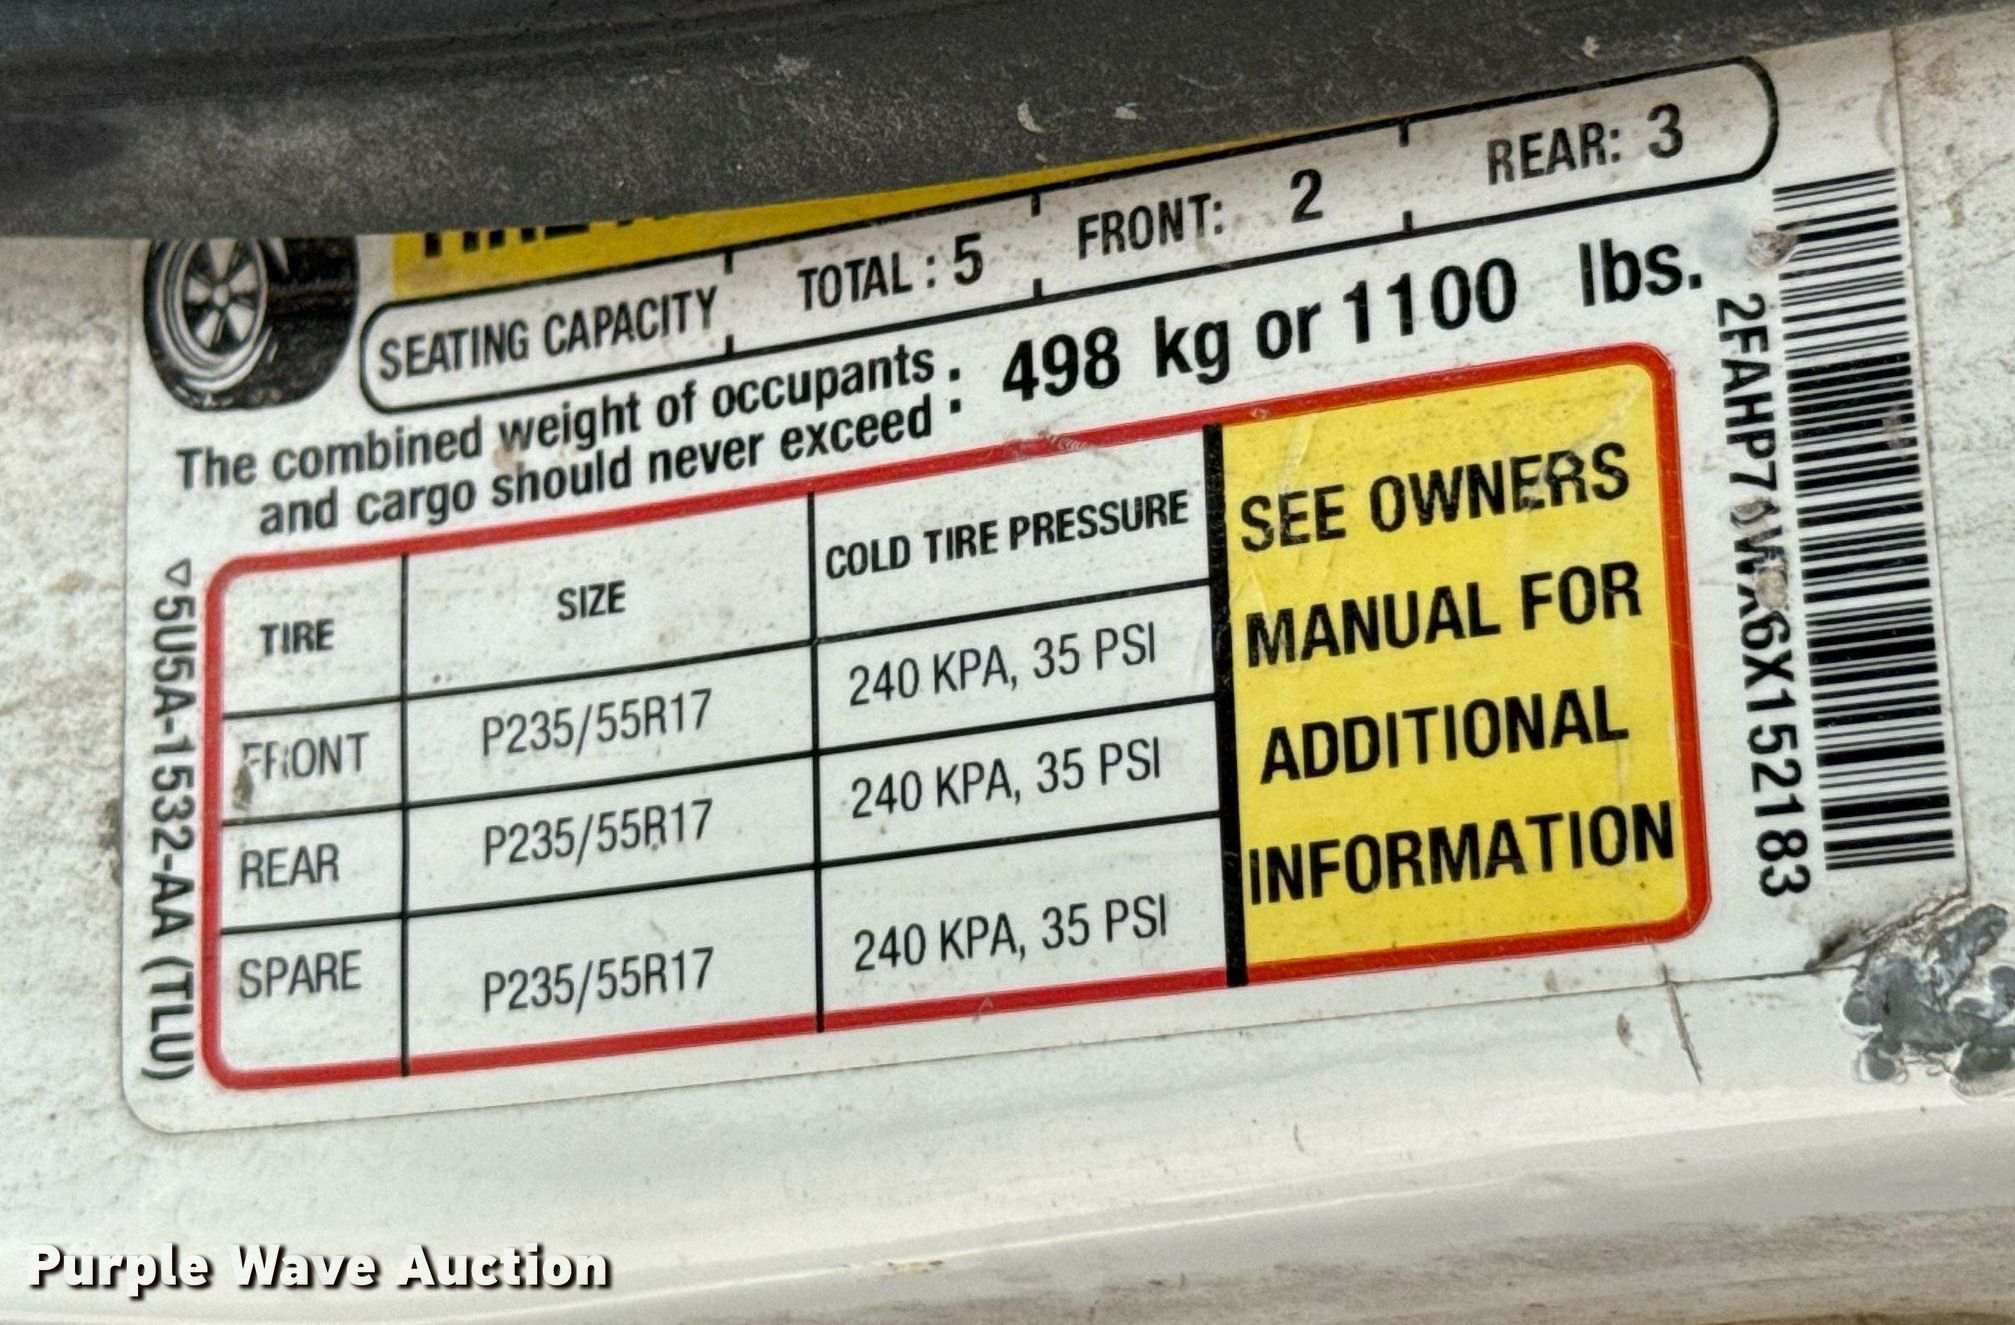 SEATING CAPACITY TOTAL : 5 FRONT: 2 REAR: 3
The combined weight of occupants
and cargo should never exceed : 498 kg or 1100 lbs.
TIRE SIZE COLD TIRE PRESSURE
FRONT P235/55R17 240 KPA, 35 PSI
REAR P235/55R17 240 KPA, 35 PSI
SPARE P235/55R17 240 KPA, 35 PSI
SEE OWNERS
MANUAL FOR
ADDITIONAL
INFORMATION
5U5A-1532-AA (TLU)
Purple Wave Auction